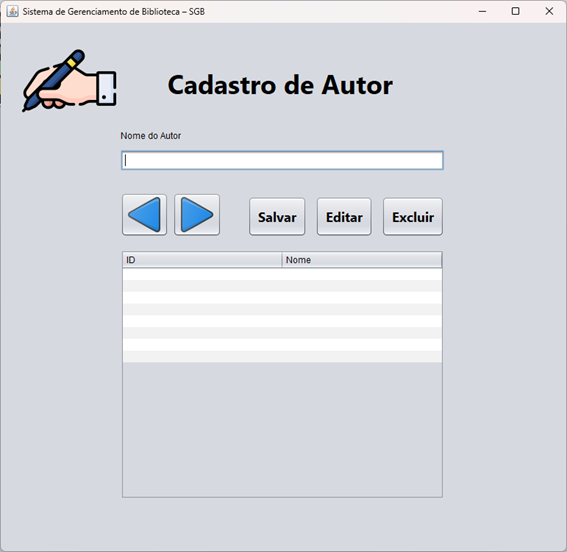 Sistema de Gerenciamento de Biblioteca – SGB
Cadastro de Autor
Nome do Autor
Salvar Editar Excluir
ID Nome